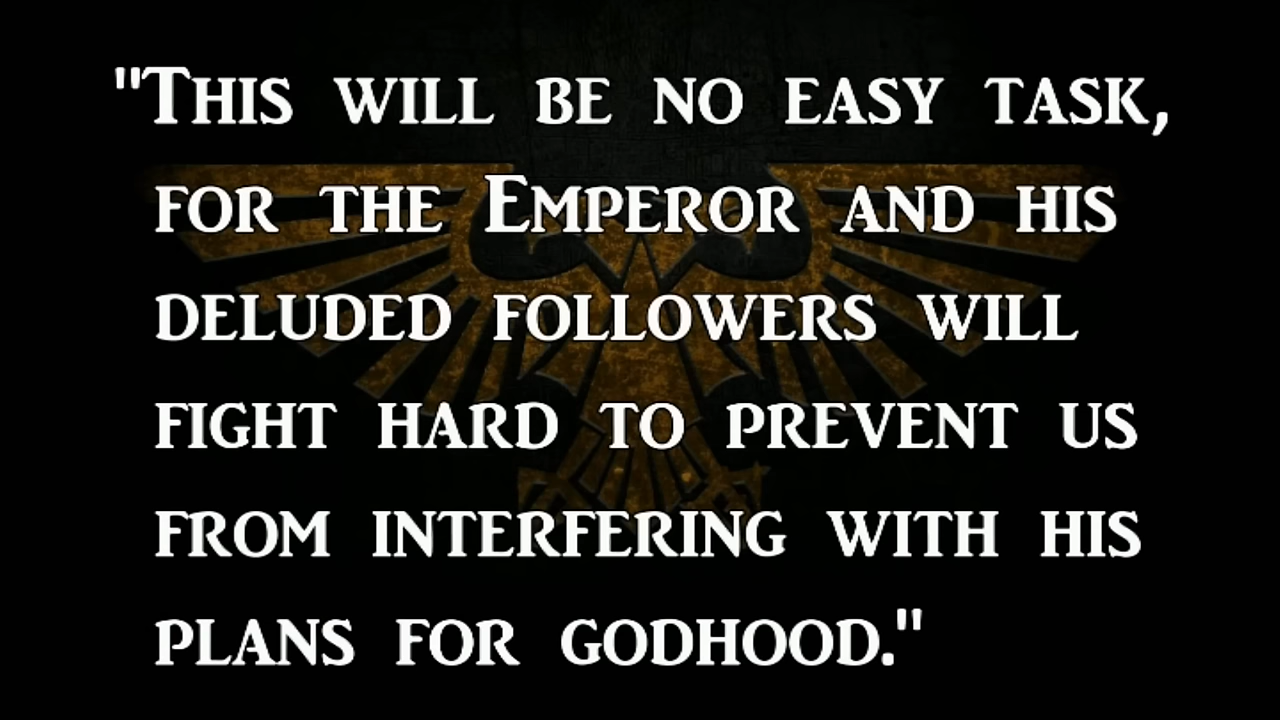 "This will be no easy task,
for the Emperor and his
deluded followers will
fight hard to prevent us
from interfering with his
plans for godhood."